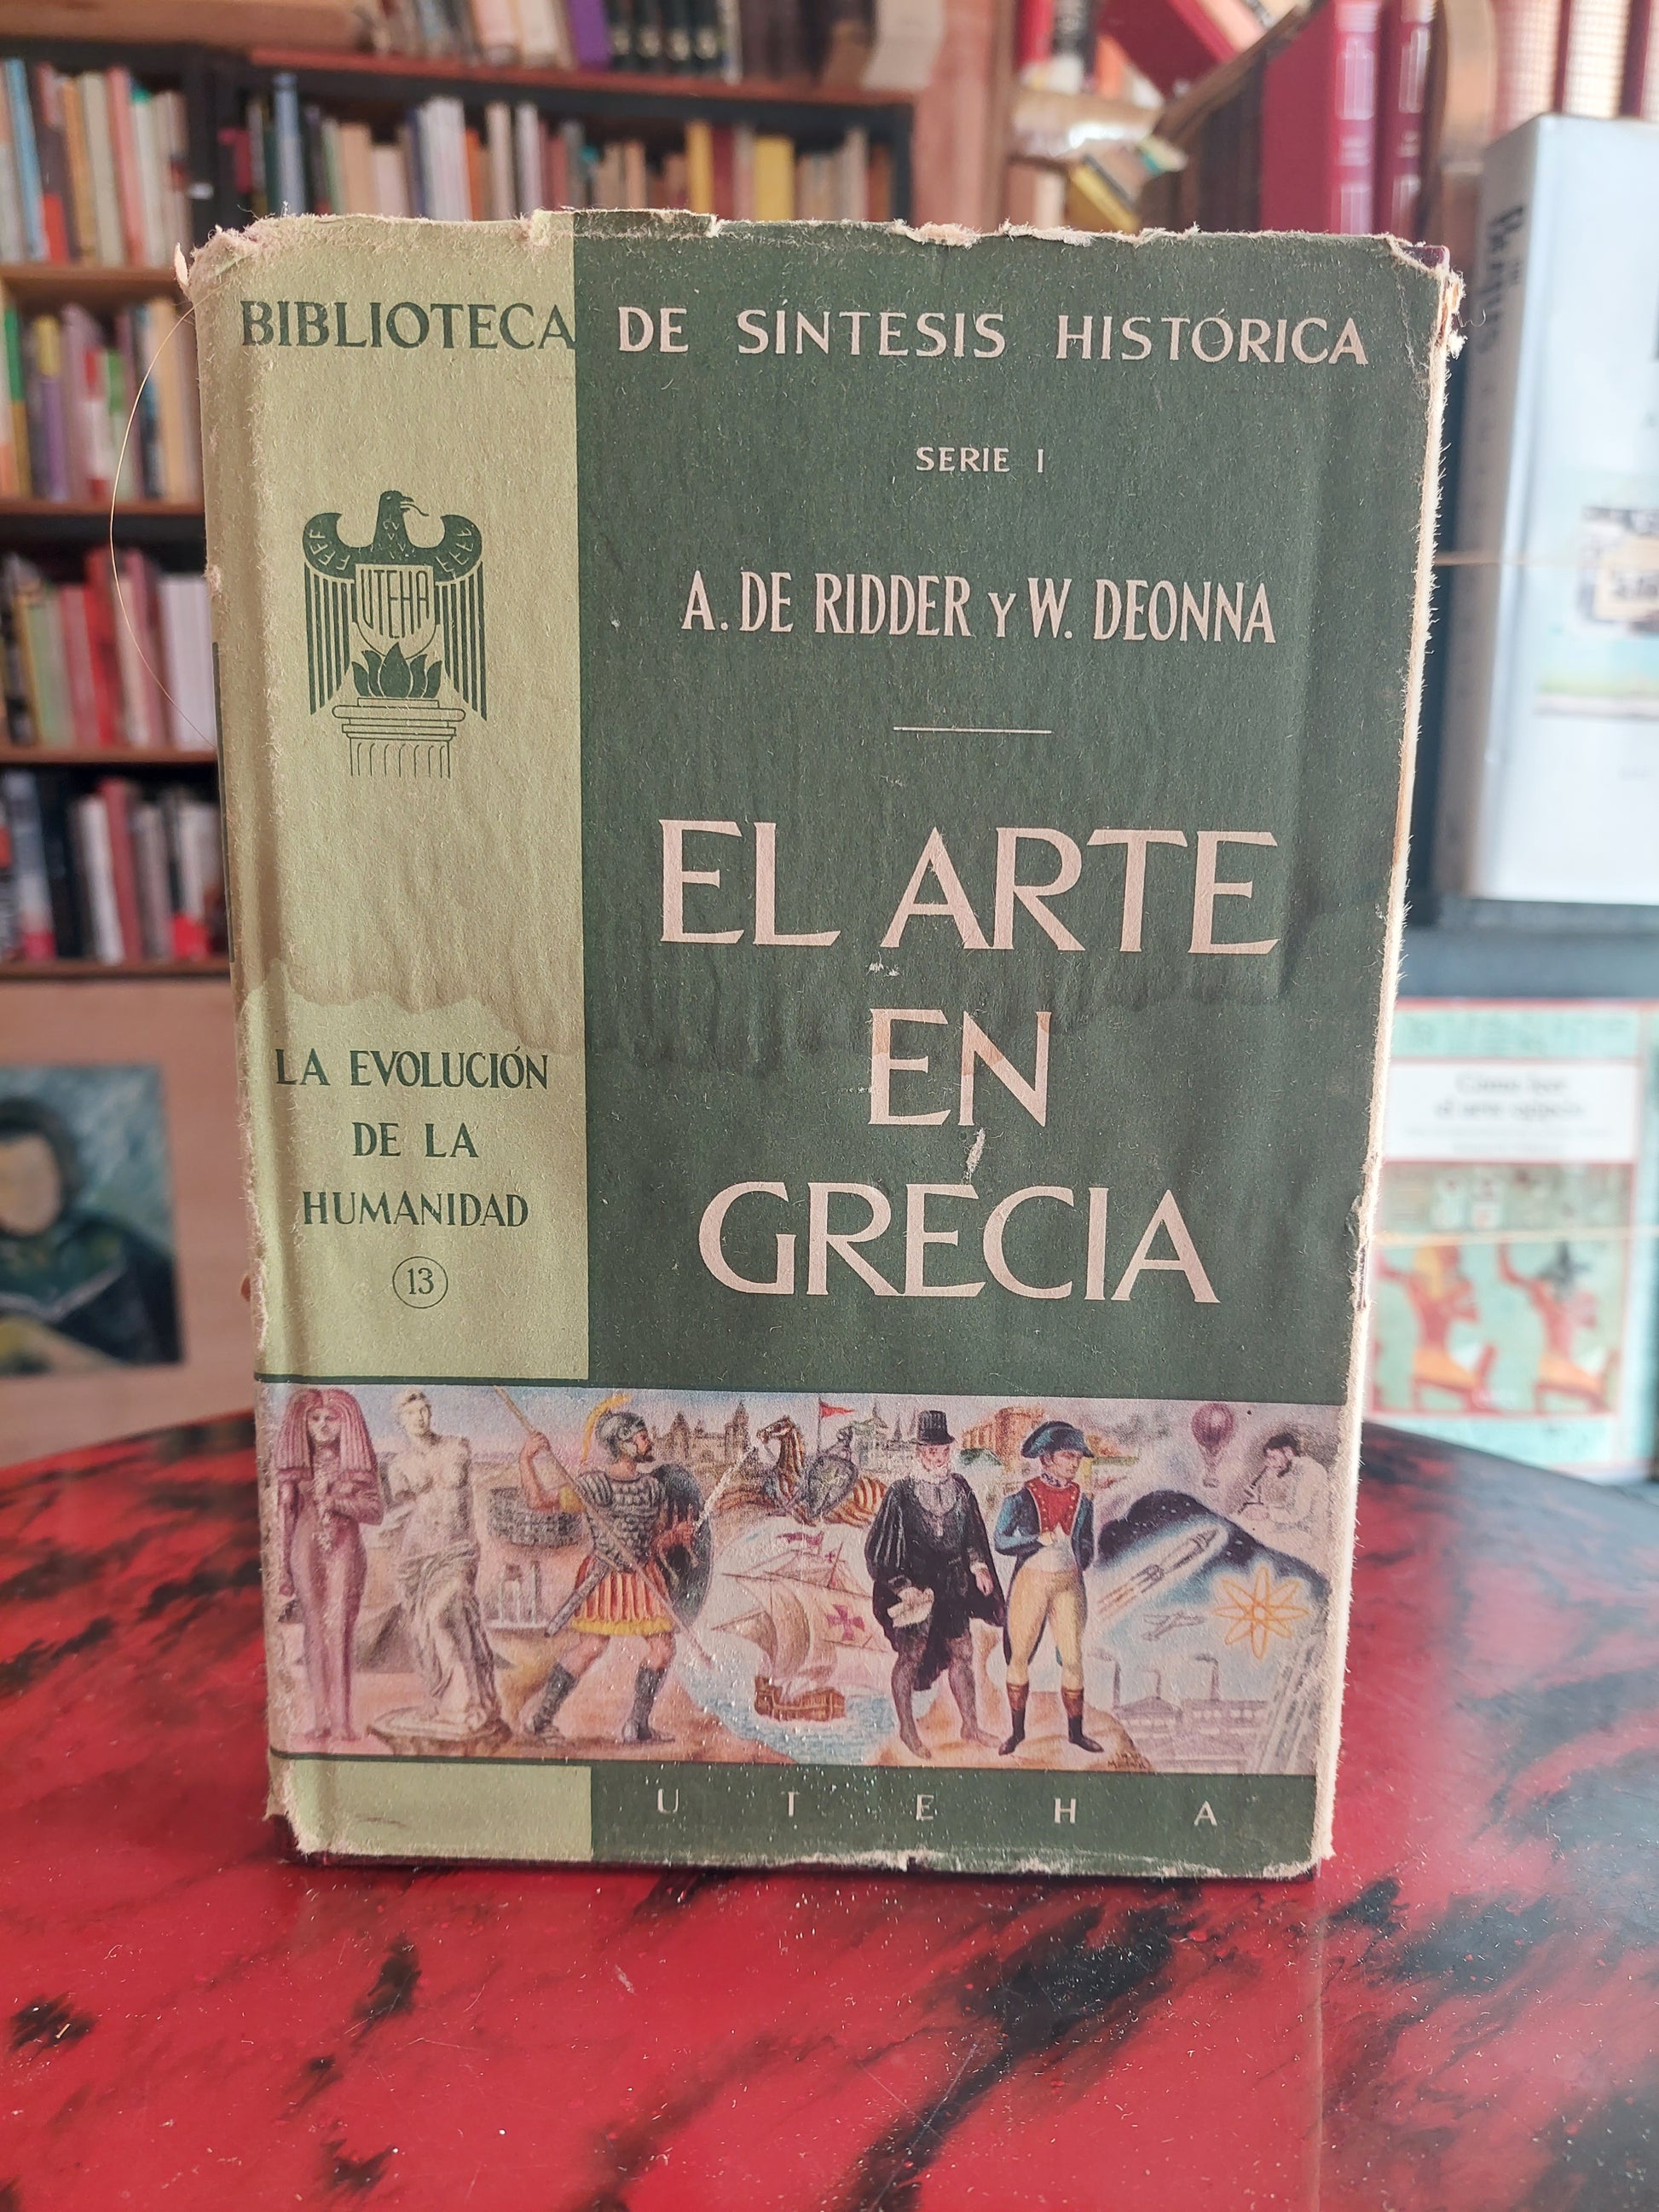 BIBLIOTECA DE SÍNTESIS HISTÓRICA
SERIE I
UTEHA
A. DE RIDDER Y W. DEONNA
EL ARTE
EN
GRECIA
LA EVOLUCIÓN
DE LA
HUMANIDAD
13
UTEHA